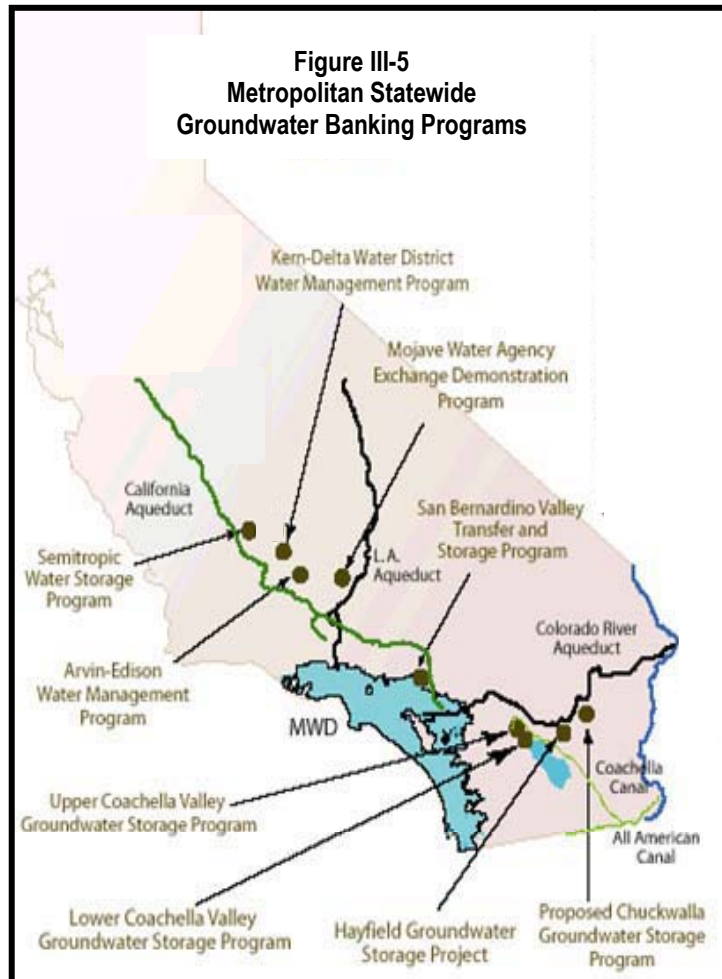 Figure III-5
Metropolitan Statewide
Groundwater Banking Programs
Kern-Delta Water District
Water Management Program
Mojave Water Agency
Exchange Demonstration
Program
California
Aqueduct
San Bernardino Valley
Transfer and
Storage Program
L.A.
Aqueduct
Semitropic
Water Storage
Program
Colorado River
Aqueduct
Arvin-Edison
Water Management
Program
MWD
Coachella
Canal
Upper Coachella Valley
Groundwater Storage Program
All American
Canal
Lower Coachella Valley
Groundwater Storage Program
Hayfield Groundwater
Storage Project
Proposed Chuckwalla
Groundwater Storage
Program